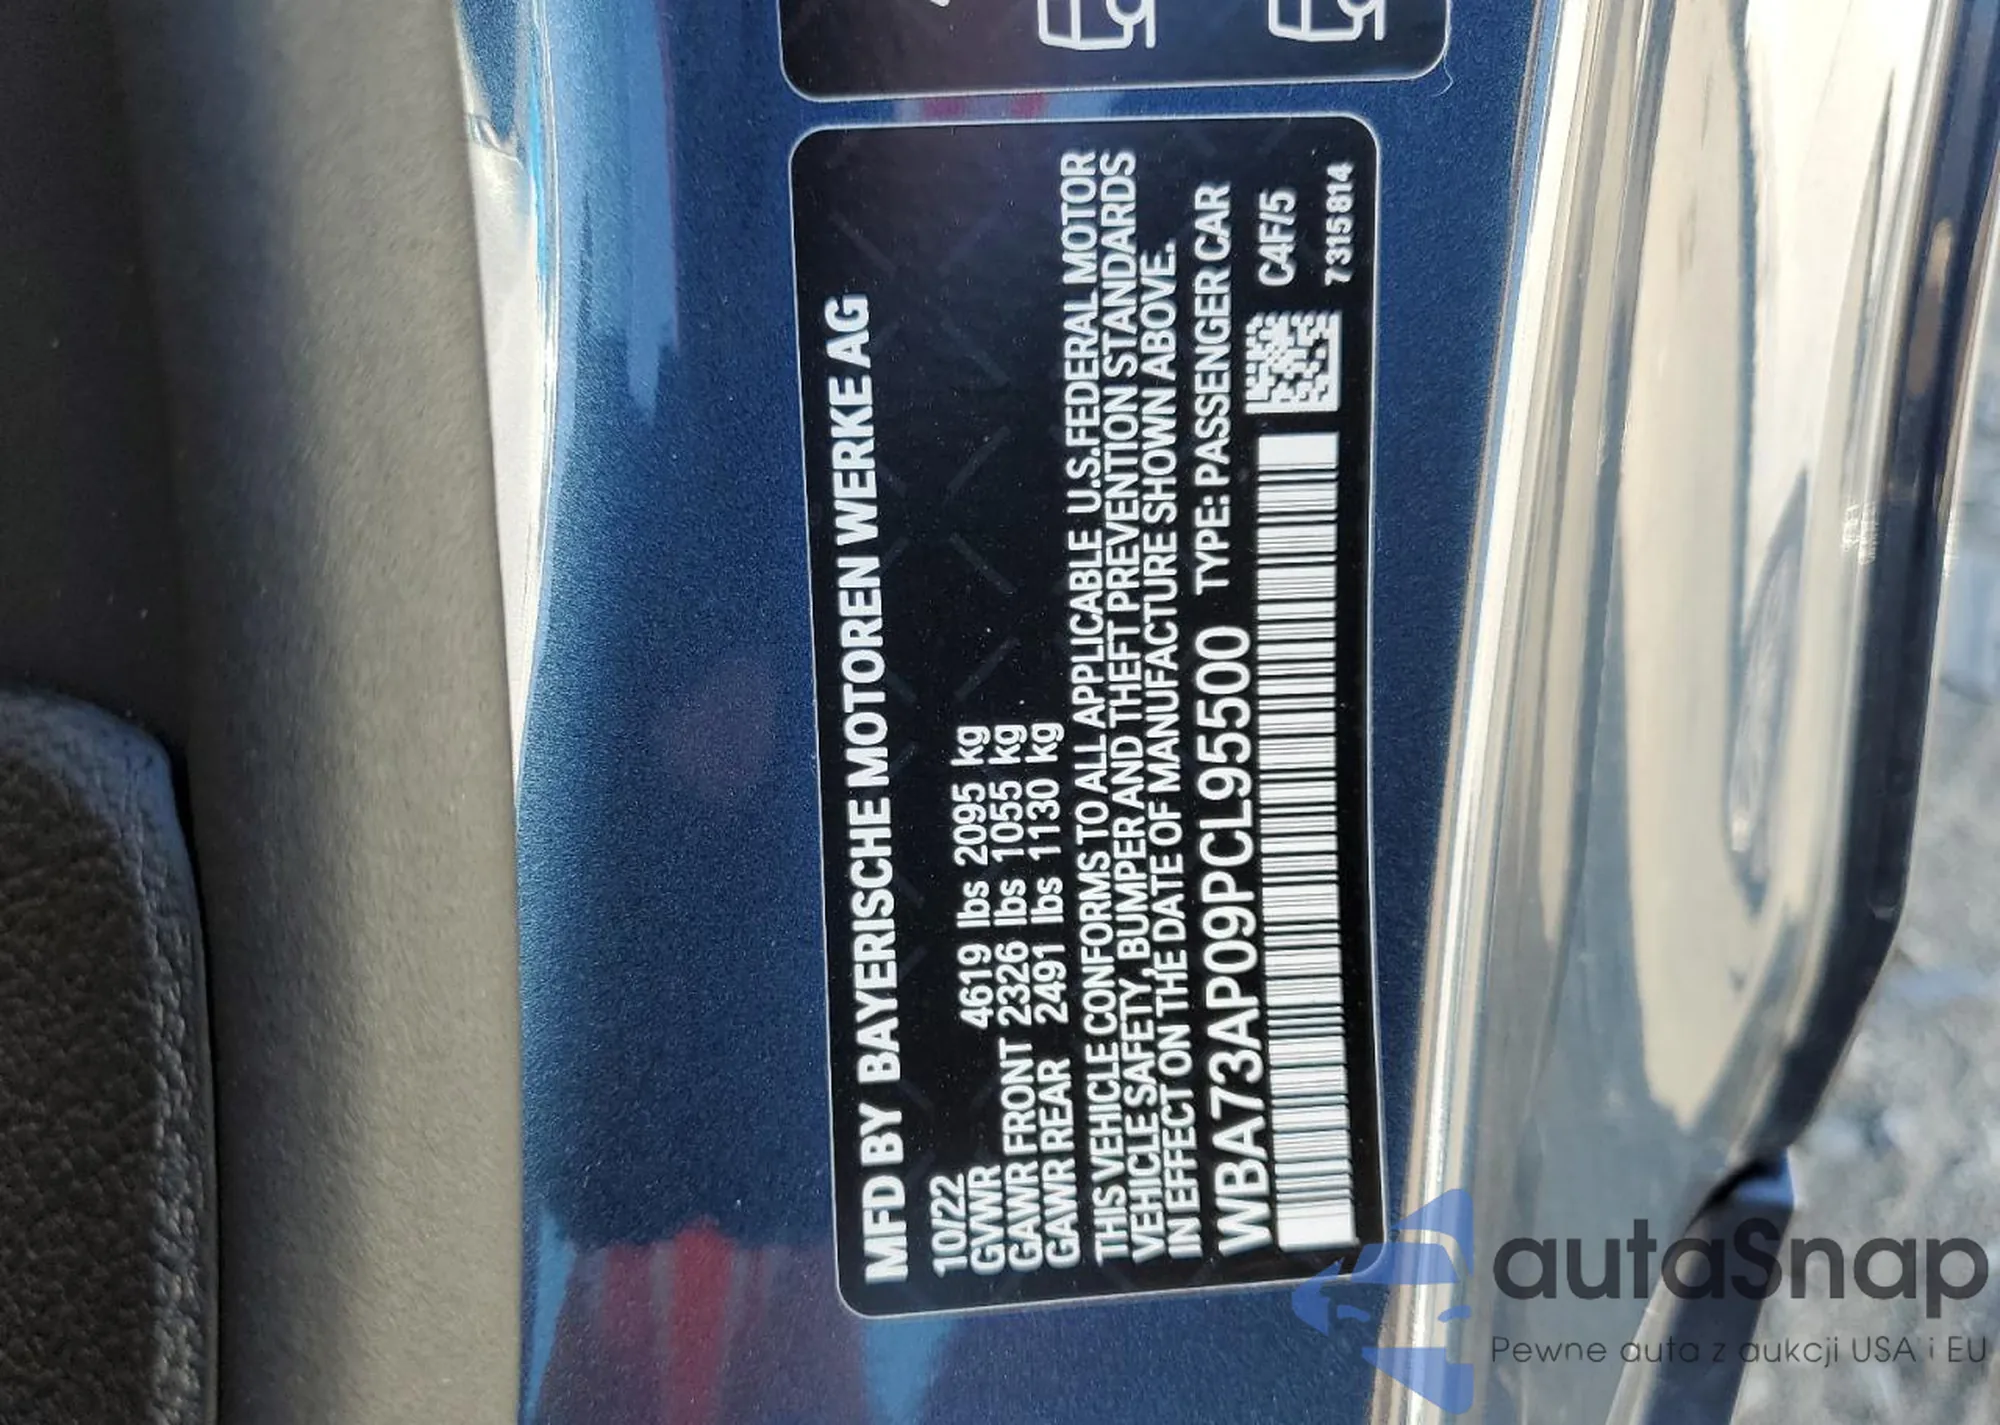 MFD BY BAYERISCHE MOTOREN WERKE AG
10/22
GVWR 4619 lbs 2095 kg
GAWR FRONT 2326 lbs 1055 kg
GAWR REAR 2491 lbs 1130 kg
THIS VEHICLE CONFORMS TO ALL APPLICABLE U.S. FEDERAL MOTOR
VEHICLE SAFETY, BUMPER AND THEFT PREVENTION STANDARDS
IN EFFECT ON THE DATE OF MANUFACTURE SHOWN ABOVE.
WBA73AP09PCL95500 TYPE: PASSENGER CAR
C4F/5
7315814
autaSnap
Pewne auta z aukcji USA i EU